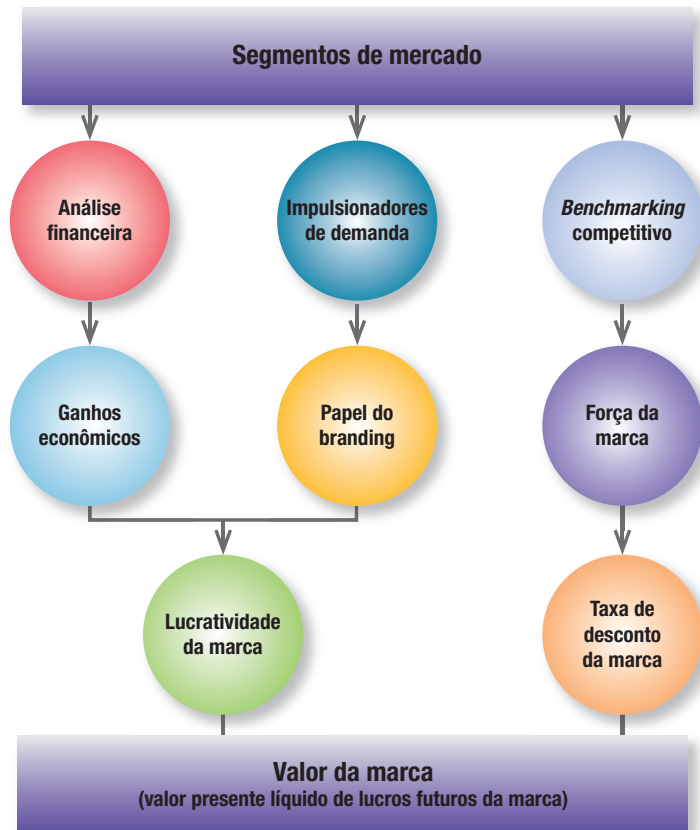 Segmentos de mercado
Análise
financeira
Impulsionadores
de demanda
Benchmarking
competitivo
Ganhos
econômicos
Papel do
branding
Força da
marca
Lucratividade
da marca
Taxa de
desconto
da marca
Valor da marca
(valor presente líquido de lucros futuros da marca)